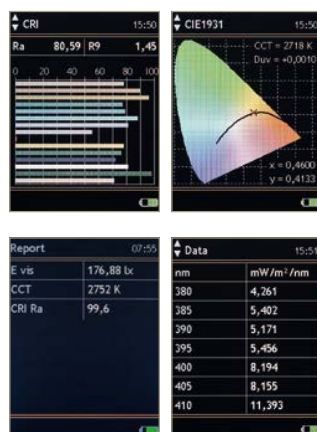 CRI 15:50
Ra 80,59 R9 1,45
0 20 40 60 80 100
CIE1931 15:50
CCT = 2718 K
Duv = +0,0010
x = 0,4600
y = 0,4133
Report 07:55
E vis 176,88 lx
CCT 2752 K
CRI Ra 99,6
Data 15:51
nm mW/m²/nm
380 4,261
385 5,402
390 5,171
395 5,456
400 8,194
405 8,155
410 11,393